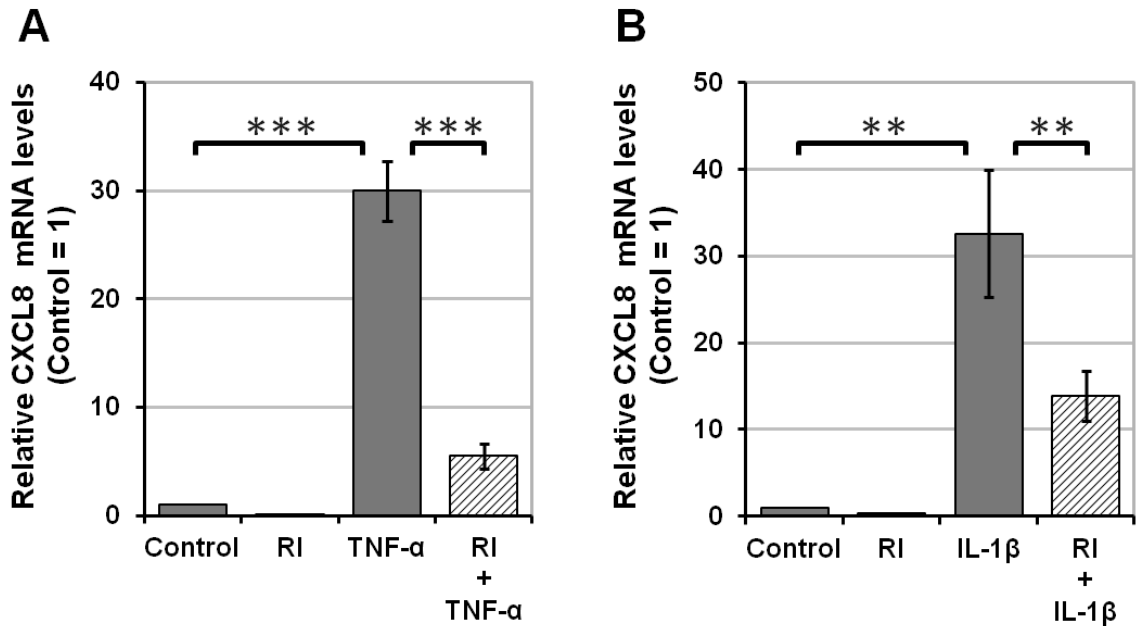 A
Relative CXCL8 mRNA levels
(Control = 1)
40
30
20
10
0
***
***
Control
RI
TNF-α
RI
+
TNF-α
B
Relative CXCL8 mRNA levels
(Control = 1)
50
40
30
20
10
0
**
**
Control
RI
IL-1β
RI
+
IL-1β